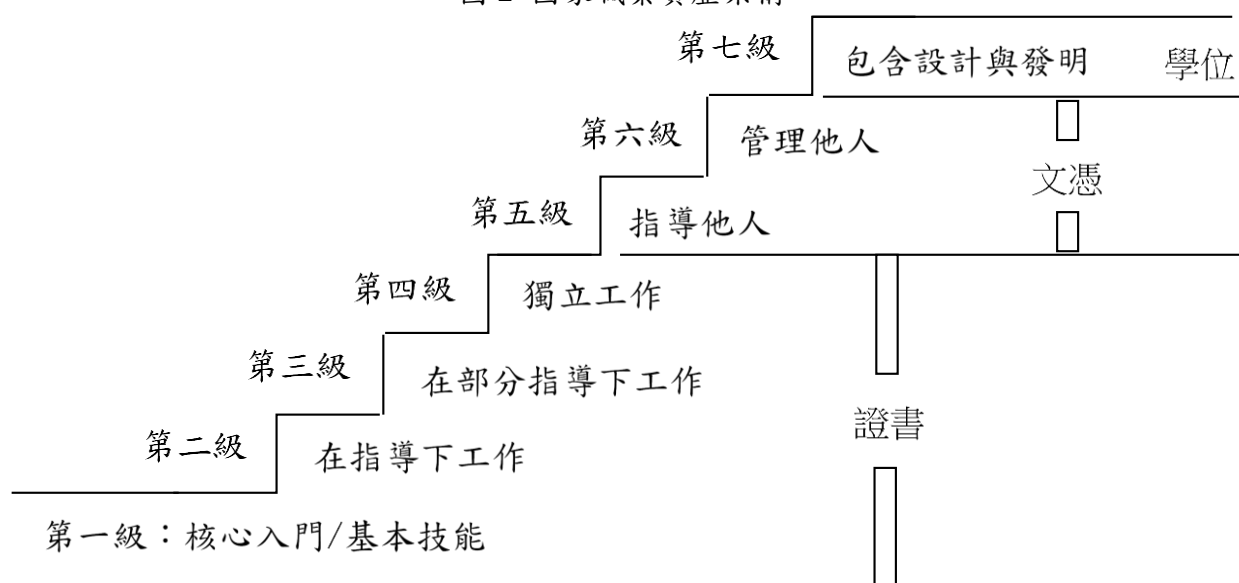 第七級 包含設計與發明 學位
第六級 管理他人
文憑
第五級 指導他人
第四級 獨立工作
第三級 在部分指導下工作
證書
第二級 在指導下工作
第一級：核心入門/基本技能